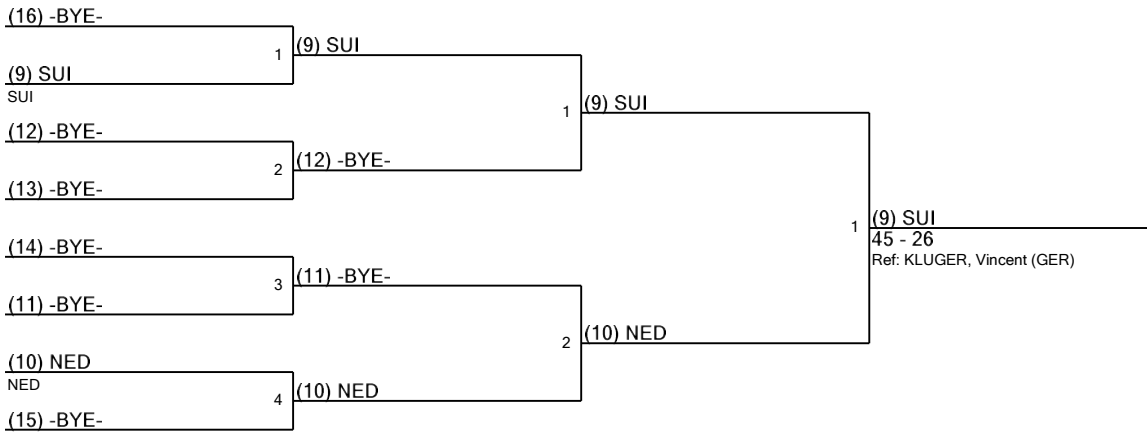 (16) -BYE-
1
(9) SUI
(9) SUI
SUI
1
(9) SUI
(12) -BYE-
2
(12) -BYE-
(13) -BYE-
1
(9) SUI
45 - 26
Ref: KLUGER, Vincent (GER)
(14) -BYE-
3
(11) -BYE-
(11) -BYE-
2
(10) NED
(10) NED
NED
4
(10) NED
(15) -BYE-